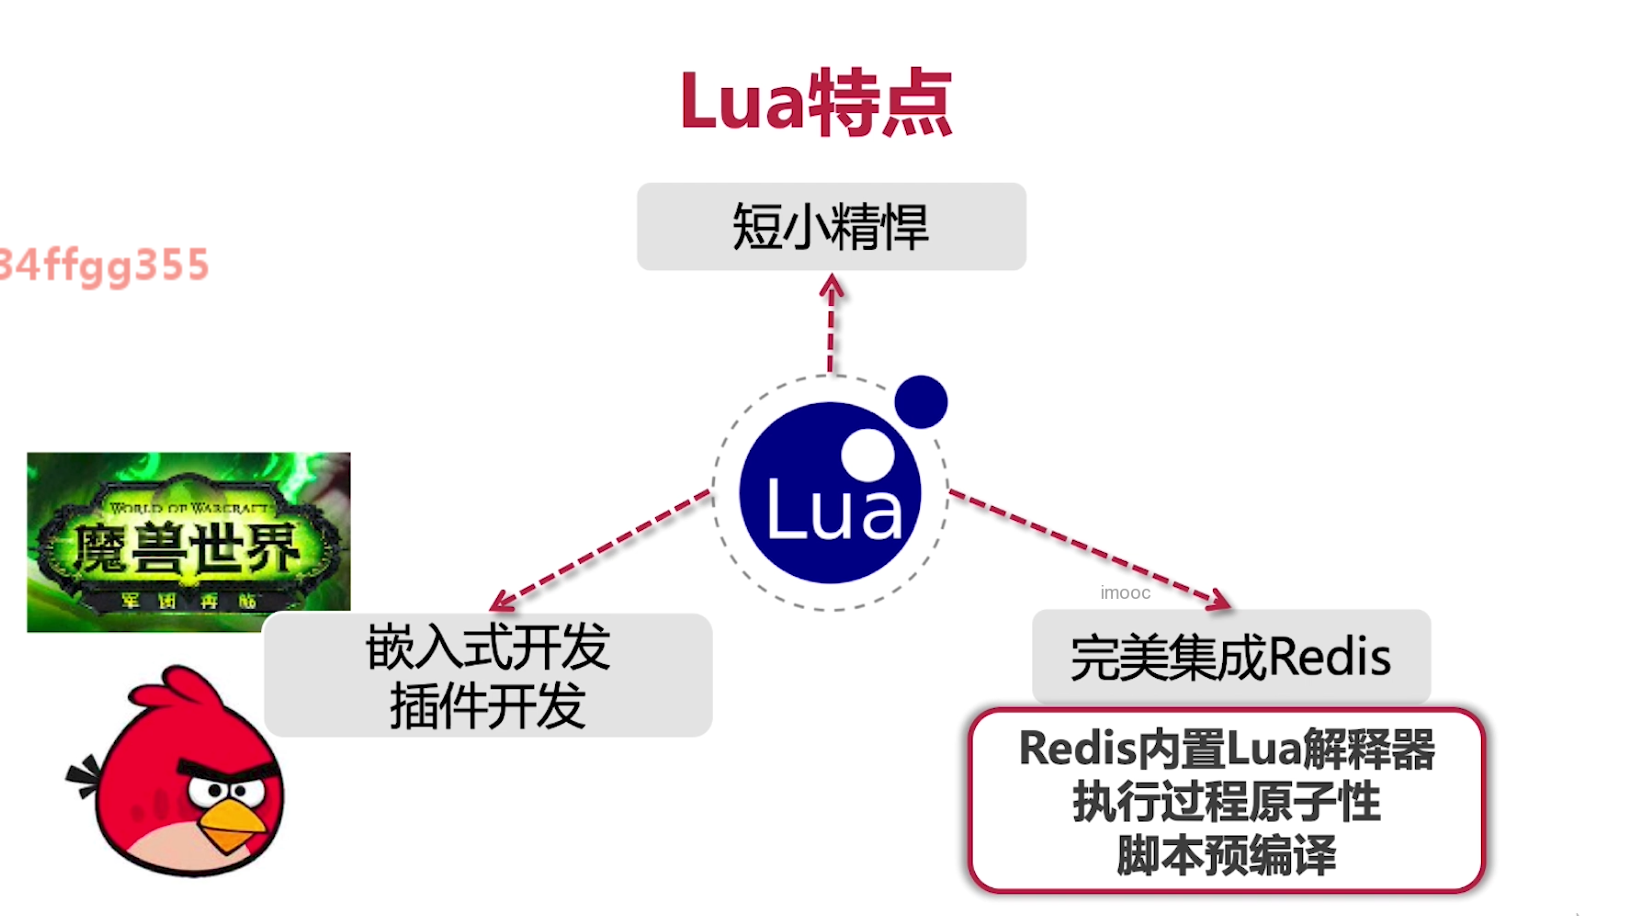 Lua特点
短小精悍
34ffgg355
Lua
WORLD OF WARCRAFT
魔兽世界
军团再临
imooc
嵌入式开发
插件开发
完美集成Redis
Redis内置Lua解释器
执行过程原子性
脚本预编译